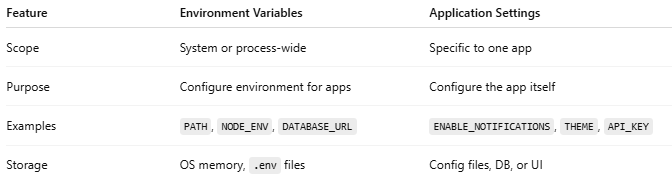 Feature Environment Variables Application Settings
Scope System or process-wide Specific to one app
Purpose Configure environment for apps Configure the app itself
Examples PATH, NODE_ENV, DATABASE_URL ENABLE_NOTIFICATIONS, THEME, API_KEY
Storage OS memory, .env files Config files, DB, or UI